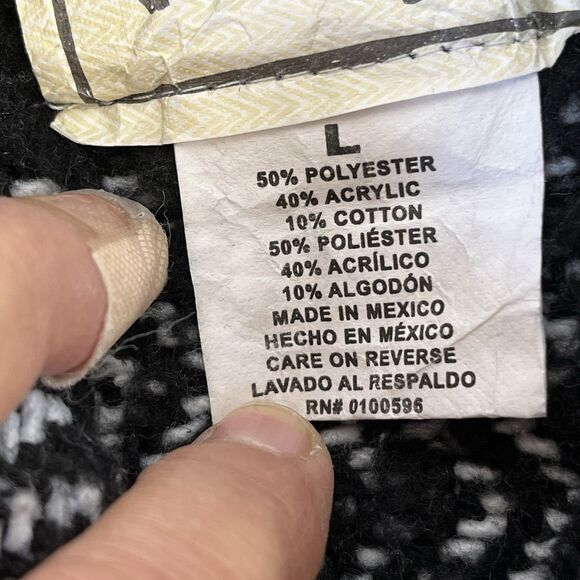 L
50% POLYESTER
40% ACRYLIC
10% COTTON
50% POLIÉSTER
40% ACRÍLICO
10% ALGODÓN
MADE IN MEXICO
HECHO EN MÉXICO
CARE ON REVERSE
LAVADO AL RESPALDO
RN# 0100596